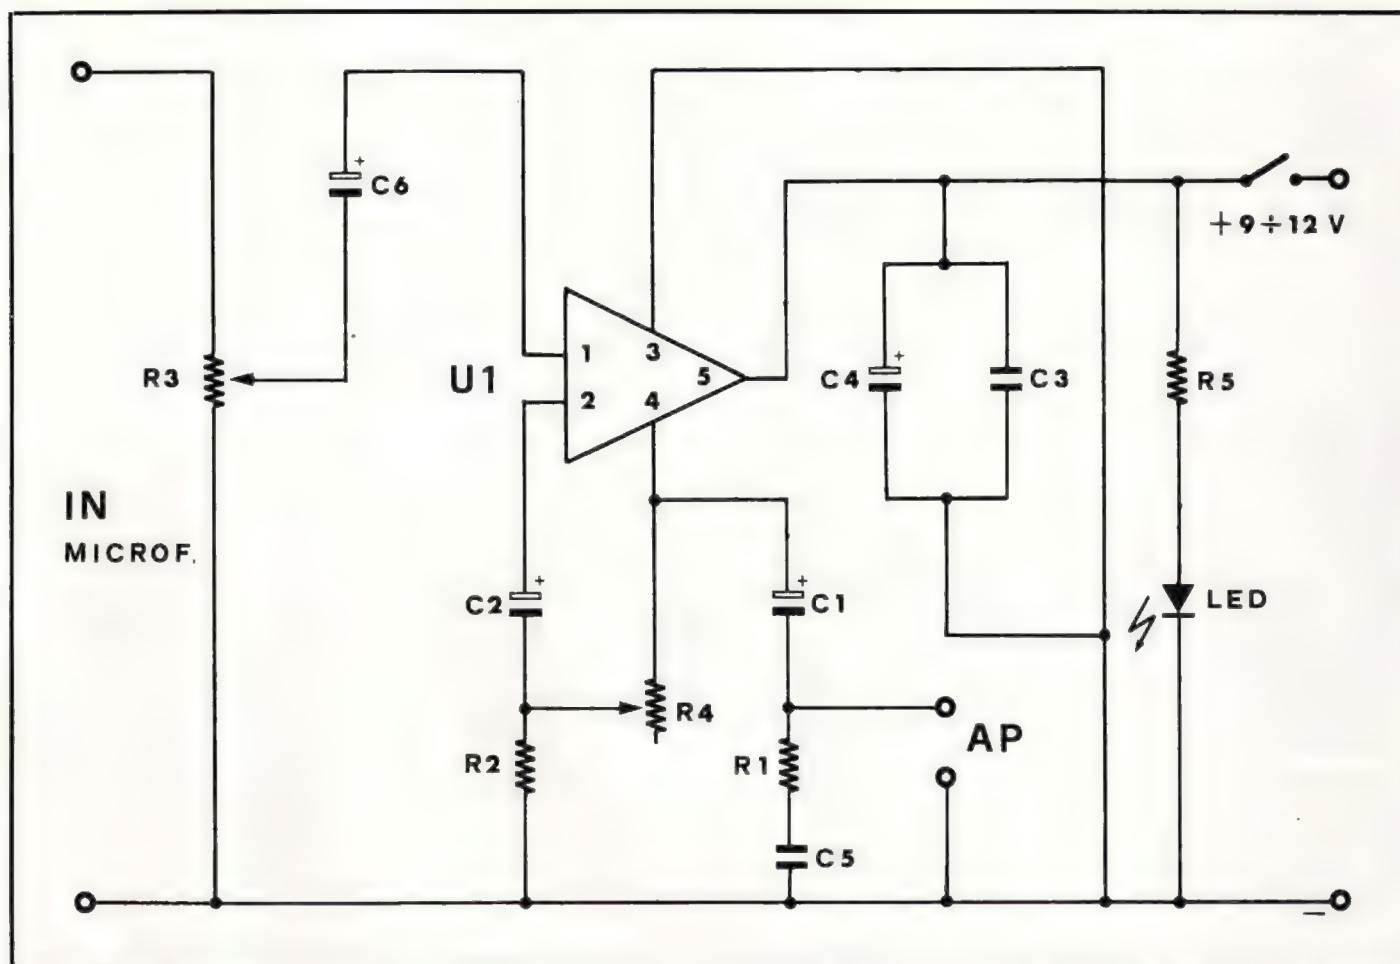 +
C6
+ 9 ÷ 12 V
R3
U1
1
2
3
4
5
+
C4
C3
R5
IN
MICROF.
+
C2
+
C1
LED
R4
AP
R2
R1
C5
−